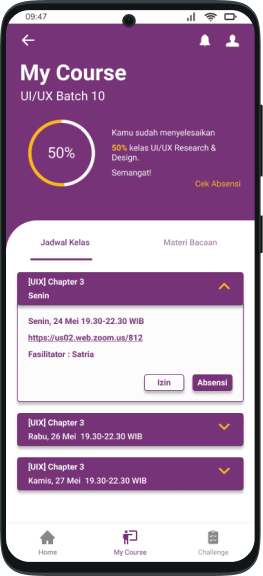 09:47
My Course
UI/UX Batch 10
50%
Kamu sudah menyelesaikan
50% kelas UI/UX Research &
Design.
Semangat!
Cek Absensi
Jadwal Kelas
Materi Bacaan
[UIX] Chapter 3
Senin
Senin, 24 Mei 19.30-22.30 WIB
https://us02.web.zoom.us/812
Fasilitator : Satria
Izin
Absensi
[UIX] Chapter 3
Rabu, 26 Mei 19.30-22.30 WIB
[UIX] Chapter 3
Kamis, 27 Mei 19.30-22.30 WIB
Home
My Course
Challenge